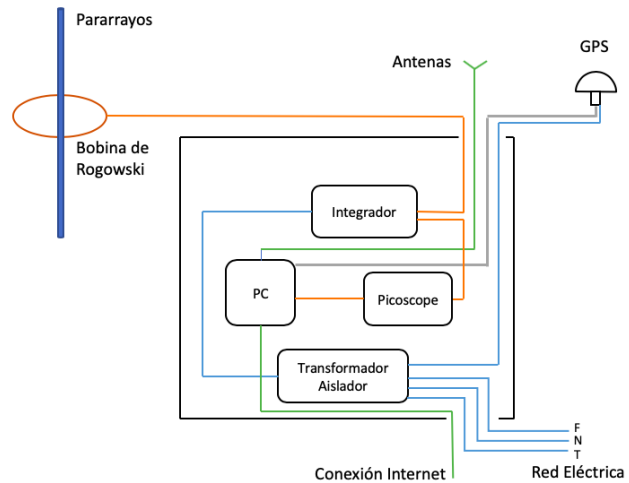 Pararrayos
GPS
Antenas
Bobina de
Rogowski
Integrador
PC
Picoscope
Transformador
Aislador
F
N
T
Conexión Internet
Red Eléctrica